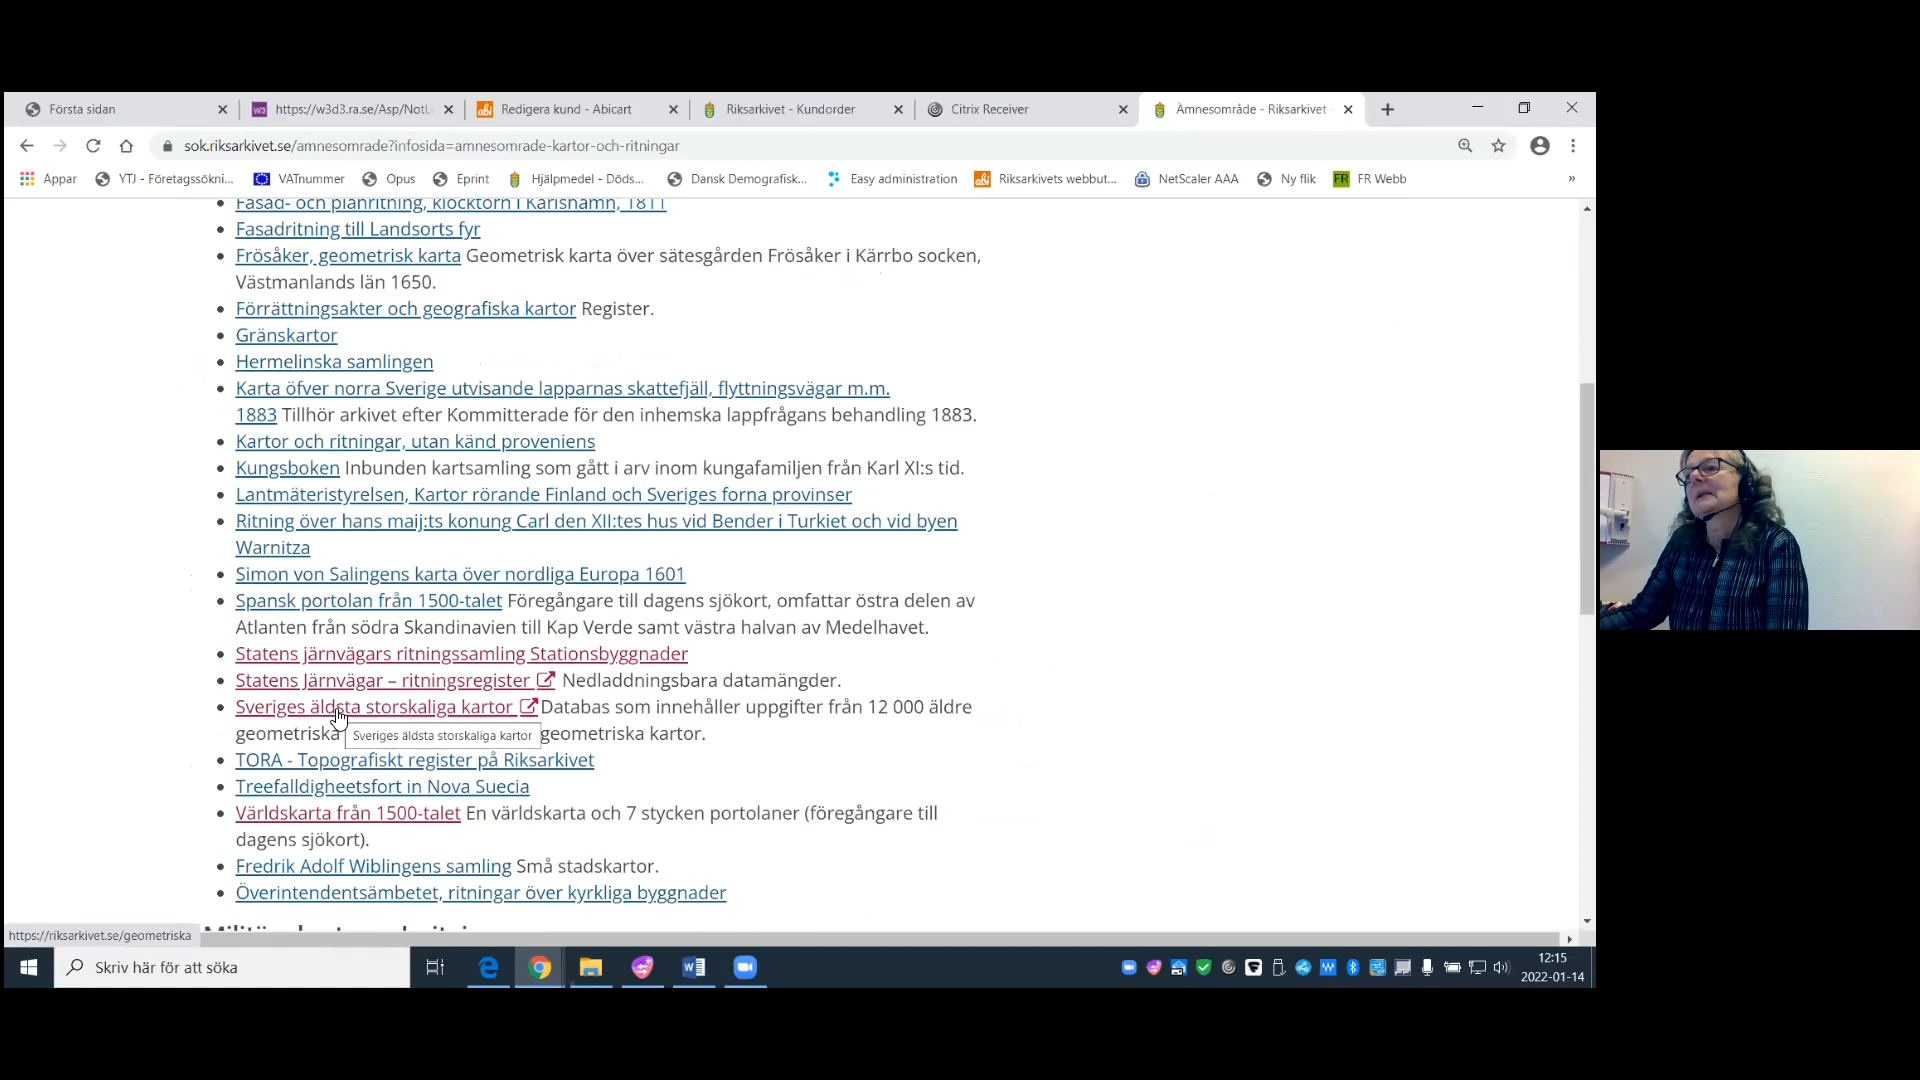 Första sidan
https://w3d3.ra.se/Asp/NotL
Redigera kund - Abicart
Riksarkivet - Kundorder
Citrix Receiver
Ämnesområde - Riksarkivet -
sok.riksarkivet.se/amnesomrade?infosida=amnesomrade-kartor-och-ritningar
Appar
YTJ - Företagssökni...
VATnummer
Opus
Eprint
Hjälpmedel - Döds...
Dansk Demografisk...
Easy administration
Riksarkivets webbut...
NetScaler AAA
Ny flik
FR Webb
»
Fasad- och planritning, klocktorn i Karlshamn, 1811
Fasadritning till Landsorts fyr
Frösåker, geometrisk karta Geometrisk karta över sätesgården Frösåker i Kärrbo socken,
Västmanlands län 1650.
Förrättningsakter och geografiska kartor Register.
Gränskartor
Hermelinska samlingen
Karta öfver norra Sverige utvisande lapparnas skattefjäll, flyttningsvägar m.m.
1883 Tillhör arkivet efter Kommitterade för den inhemska lappfrågans behandling 1883.
Kartor och ritningar, utan känd proveniens
Kungsboken Inbunden kartsamling som gått i arv inom kungafamiljen från Karl XI:s tid.
Lantmäteristyrelsen, Kartor rörande Finland och Sveriges forna provinser
Ritning över hans maij:ts konung Carl den XII:tes hus vid Bender i Turkiet och vid byen
Warnitza
Simon von Salingens karta över nordliga Europa 1601
Spansk portolan från 1500-talet Föregångare till dagens sjökort, omfattar östra delen av
Atlanten från södra Skandinavien till Kap Verde samt västra halvan av Medelhavet.
Statens järnvägars ritningssamling Stationsbyggnader
Statens Järnvägar – ritningsregister Nedladdningsbara datamängder.
Sveriges äldsta storskaliga kartor Databas som innehåller uppgifter från 12 000 äldre
geometriska geometriska kartor.
Sveriges äldsta storskaliga kartor
TORA - Topografiskt register på Riksarkivet
Treefalldigheetsfort in Nova Suecia
Världskarta från 1500-talet En världskarta och 7 stycken portolaner (föregångare till
dagens sjökort).
Fredrik Adolf Wiblingens samling Små stadskartor.
Överintendentsämbetet, ritningar över kyrkliga byggnader
https://riksarkivet.se/geometriska
Skriv här för att söka
12:15
2022-01-14